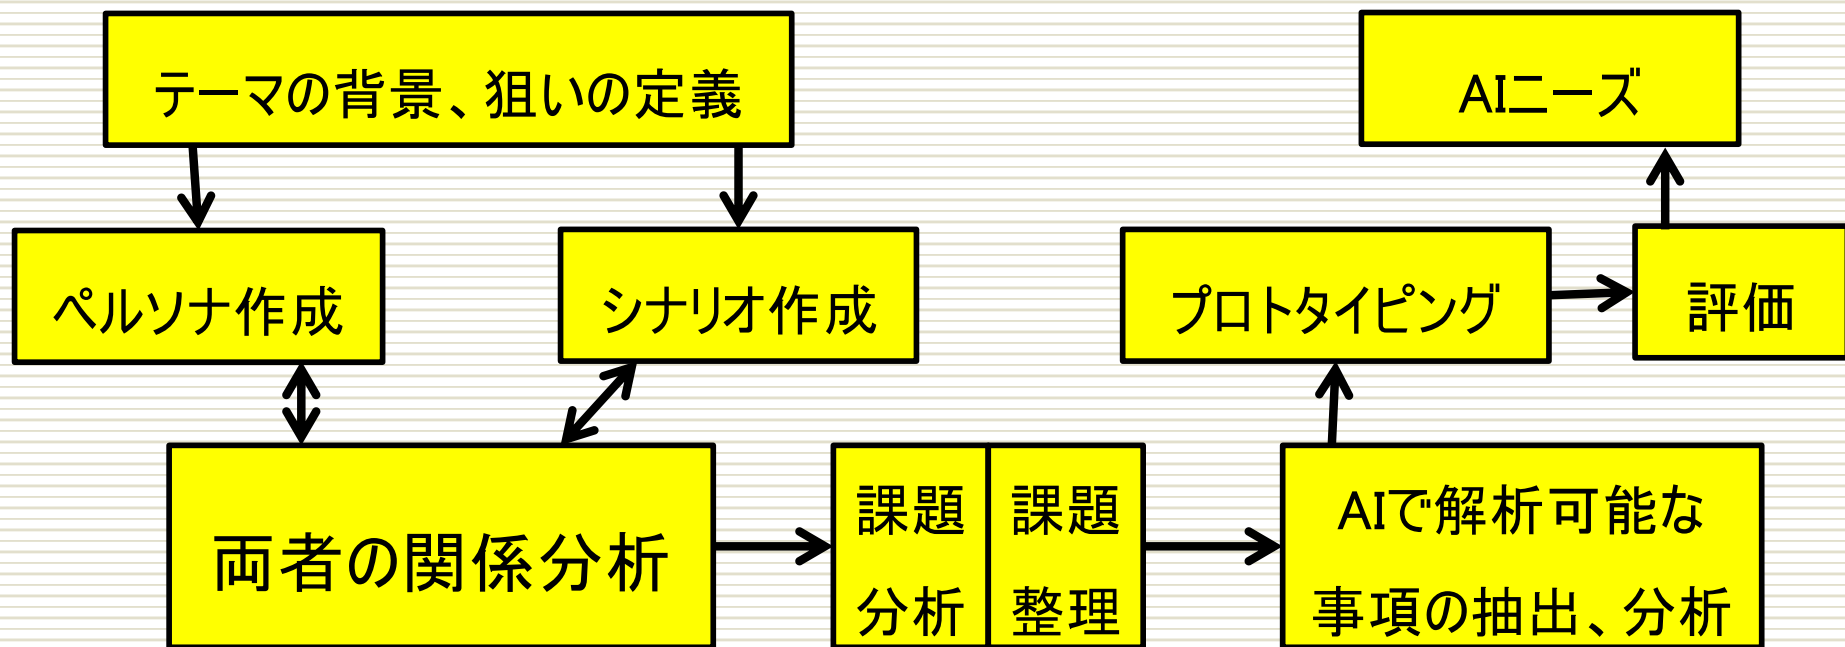 テーマの背景、狙いの定義
AIニーズ
ペルソナ作成
シナリオ作成
プロトタイピング
評価
両者の関係分析
課題
分析
課題
整理
AIで解析可能な
事項の抽出、分析